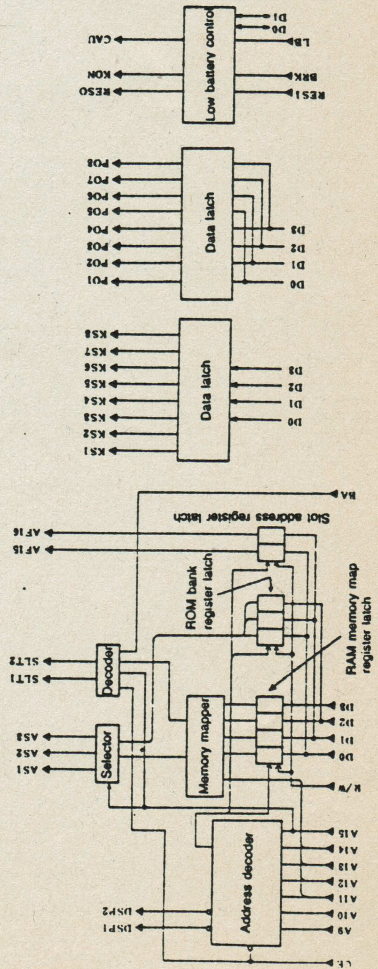 D1
D0
CAU
LB
Low battery control
KON
BRK
RESO
RESI
PO8
PO7
PO6
PO5
PO4
PO3
PO2
PO1
Data latch
D3
D2
D1
D0
KS8
KS7
KS6
KS5
KS4
KS3
KS2
KS1
Data latch
D3
D2
D1
D0
BA
Slot address register latch
AF16
AF15
ROM bank
register latch
RAM memory map
register latch
SLT2
SLT1
Decoder
AS3
AS2
AS1
Selector
Memory mapper
D3
D2
D1
D0
R/W
A15
A14
A13
A12
A11
A10
A9
Address decoder
DSP2
DSP1
CE